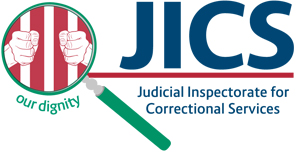 JICS
Judicial Inspectorate for
Correctional Services
our dignity